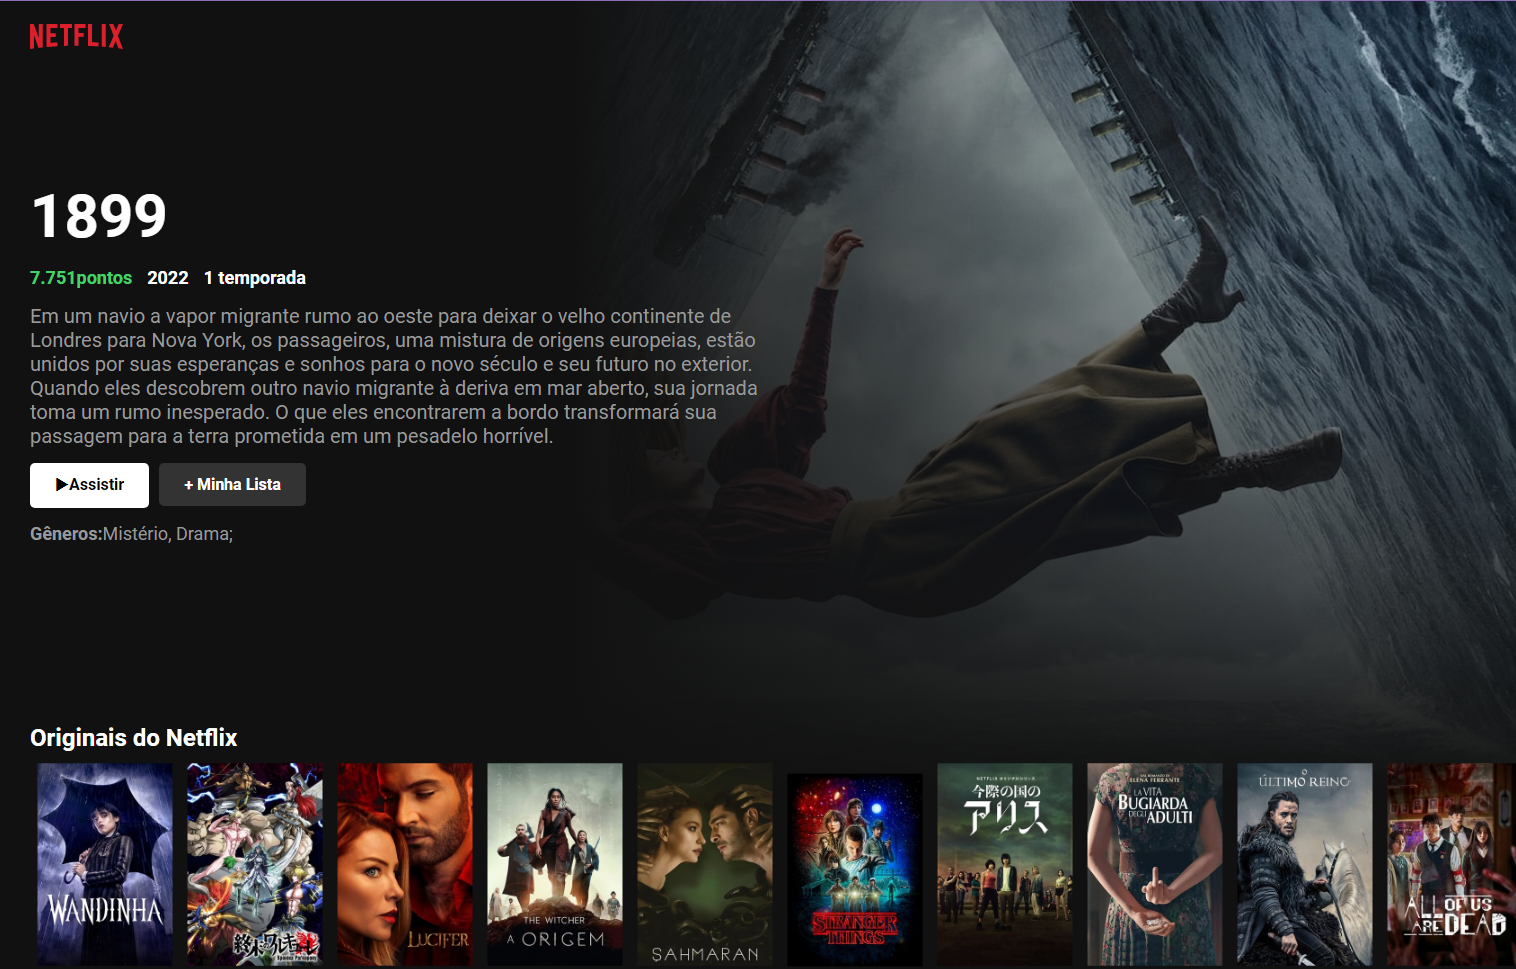 NETFLIX
1899
7.751pontos 2022 1 temporada
Em um navio a vapor migrante rumo ao oeste para deixar o velho continente de
Londres para Nova York, os passageiros, uma mistura de origens europeias, estão
unidos por suas esperanças e sonhos para o novo século e seu futuro no exterior.
Quando eles descobrem outro navio migrante à deriva em mar aberto, sua jornada
toma um rumo inesperado. O que eles encontrarem a bordo transformará sua
passagem para a terra prometida em um pesadelo horrível.
▶Assistir
+ Minha Lista
Gêneros:Mistério, Drama;
Originais do Netflix
WANDINHA
終末のワルキューレ
LUCIFER
THE WITCHER
A ORIGEM
ŞAHMARAN
STRANGER
THINGS
今際の国の
アリス
DAL ROMANZO DI
ELENA FERRANTE
LA VITA
BUGIARDA
DEGLI ADULTI
O
ÚLTIMO REINO
ALL OF US
ARE DEAD